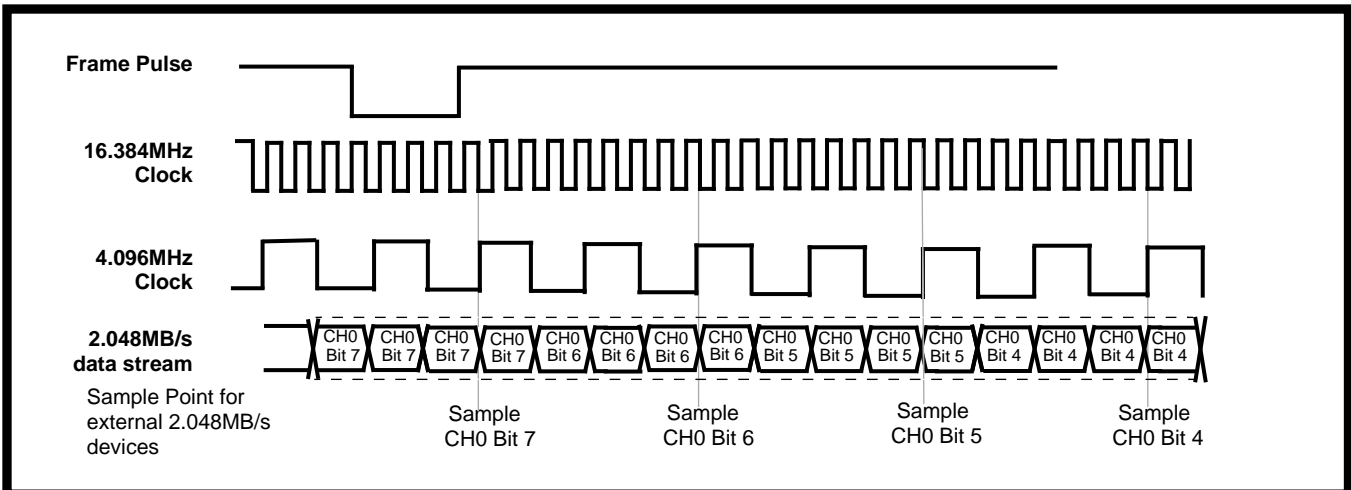 Frame Pulse
16.384MHz
Clock
4.096MHz
Clock
2.048MB/s
data stream
CH0 CH0 CH0 CH0 CH0 CH0 CH0 CH0 CH0 CH0 CH0 CH0 CH0 CH0 CH0 CH0
Bit 7 Bit 7 Bit 7 Bit 7 Bit 6 Bit 6 Bit 6 Bit 6 Bit 5 Bit 5 Bit 5 Bit 5 Bit 4 Bit 4 Bit 4 Bit 4
Sample Point for
external 2.048MB/s
devices
Sample
CH0 Bit 7
Sample
CH0 Bit 6
Sample
CH0 Bit 5
Sample
CH0 Bit 4